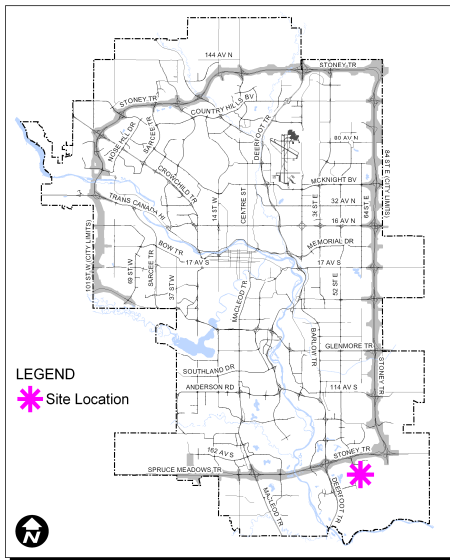 144 AV N
STONEY TR
STONEY TR
COUNTRY HILLS BV
NOSE HILL DR
SARCEE TR
DEERFOOT TR
80 AV N
CROWCHILD TR
MCKNIGHT BV
84 ST E (CITY LIMITS)
14 ST W
CENTRE ST
36 ST E
32 AV N
64 ST E
TRANS CANADA HI
16 AV N
101 ST W (CITY LIMITS)
BOW TR
MEMORIAL DR
17 AV S
17 AV S
69 ST W
SARCEE TR
37 ST W
MACLEOD TR
52 ST E
BARLOW TR
GLENMORE TR
SOUTHLAND DR
STONEY TR
LEGEND
ANDERSON RD
114 AV S
Site Location
162 AV S
STONEY TR
SPRUCE MEADOWS TR
MACLEOD TR
DEERFOOT TR
N